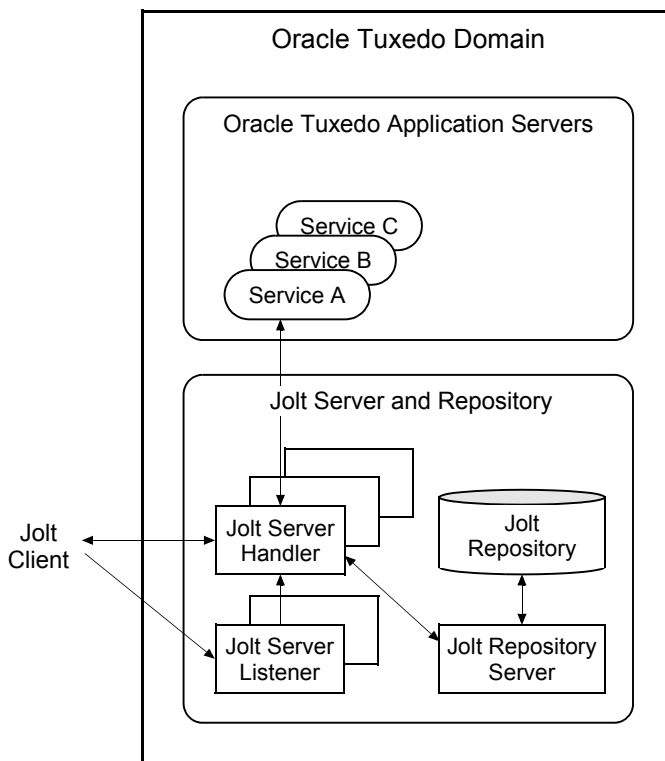 Oracle Tuxedo Domain
Oracle Tuxedo Application Servers
Service C
Service B
Service A
Jolt Server and Repository
Jolt
Client
Jolt Server
Handler
Jolt
Repository
Jolt Server
Listener
Jolt Repository
Server